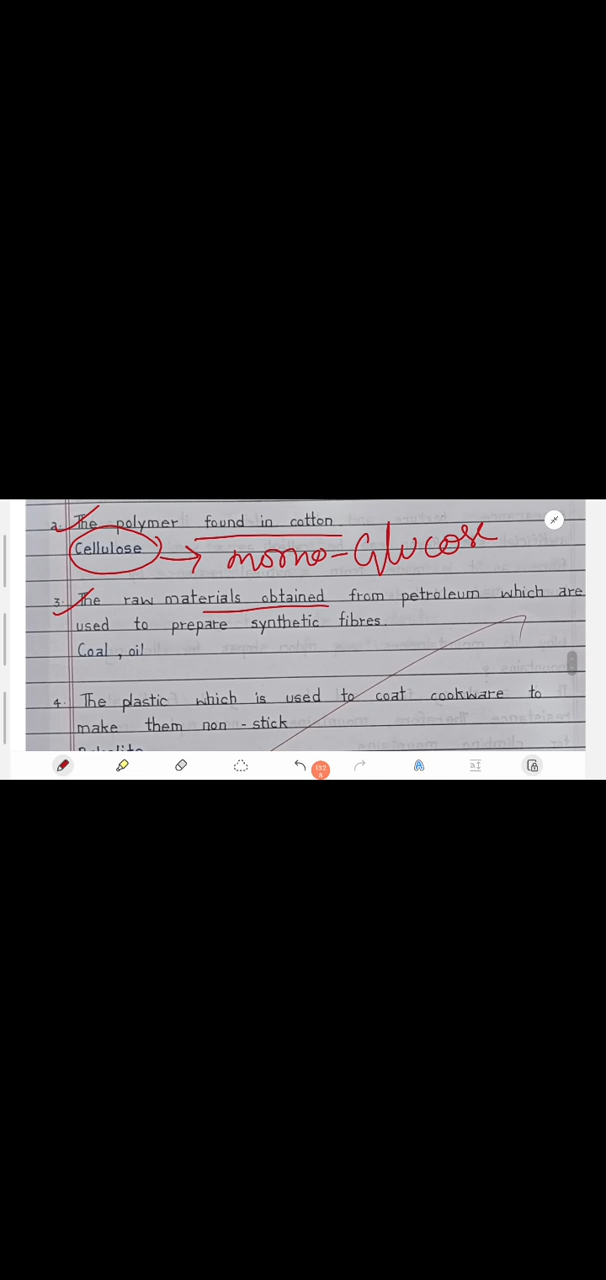 2. The polymer found in cotton
Cellulose → mono-Glucose
3. The raw materials obtained from petroleum which are
used to prepare synthetic fibres.
Coal, oil
4. The plastic which is used to coat cookware to
make them non-stick